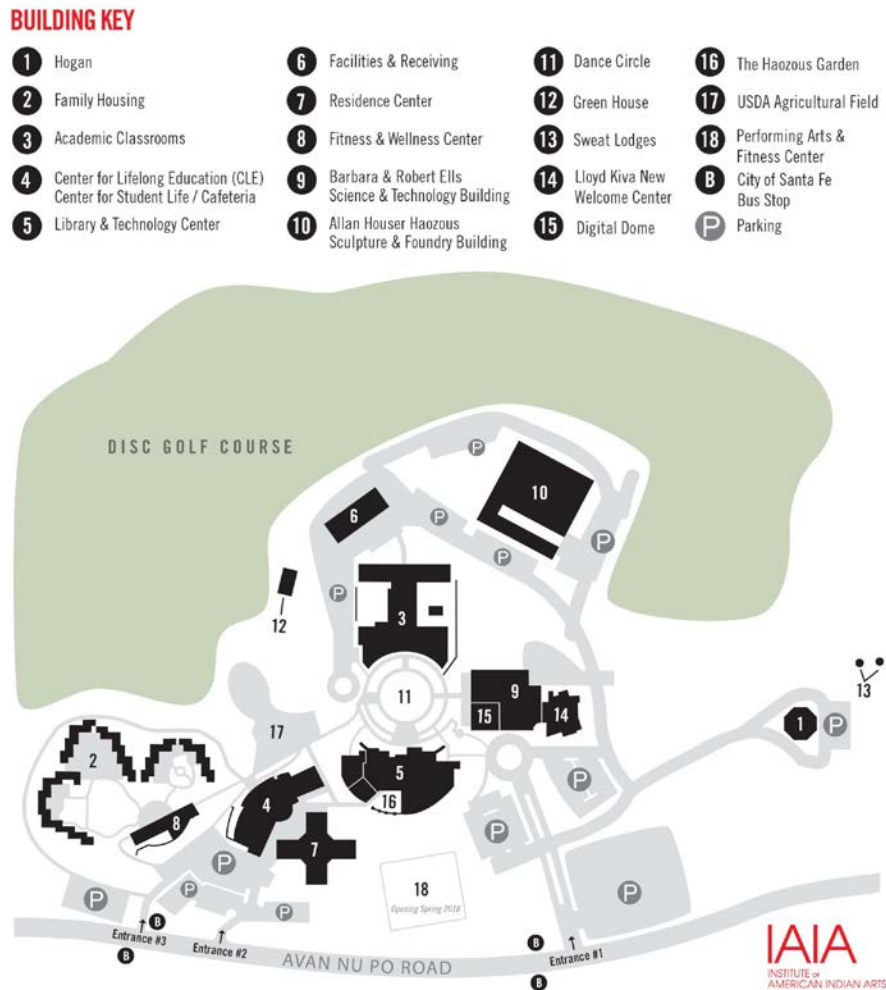 BUILDING KEY
1 Hogan
2 Family Housing
3 Academic Classrooms
4 Center for Lifelong Education (CLE)
Center for Student Life / Cafeteria
5 Library & Technology Center
6 Facilities & Receiving
7 Residence Center
8 Fitness & Wellness Center
9 Barbara & Robert Ells
Science & Technology Building
10 Allan Houser Haozous
Sculpture & Foundry Building
11 Dance Circle
12 Green House
13 Sweat Lodges
14 Lloyd Kiva New
Welcome Center
15 Digital Dome
16 The Haozous Garden
17 USDA Agricultural Field
18 Performing Arts &
Fitness Center
B City of Santa Fe
Bus Stop
P Parking
DISC GOLF COURSE
P
10
6
P
P
P
P
12
3
13
11
9
15
14
1
P
17
2
5
P
4
16
8
P
7
P
P
P
P
18
Opening Spring 2018
P
B
Entrance #3
B
Entrance #2
AVAN NU PO ROAD
B
Entrance #1
B
IAIA
INSTITUTE of
AMERICAN INDIAN ARTS